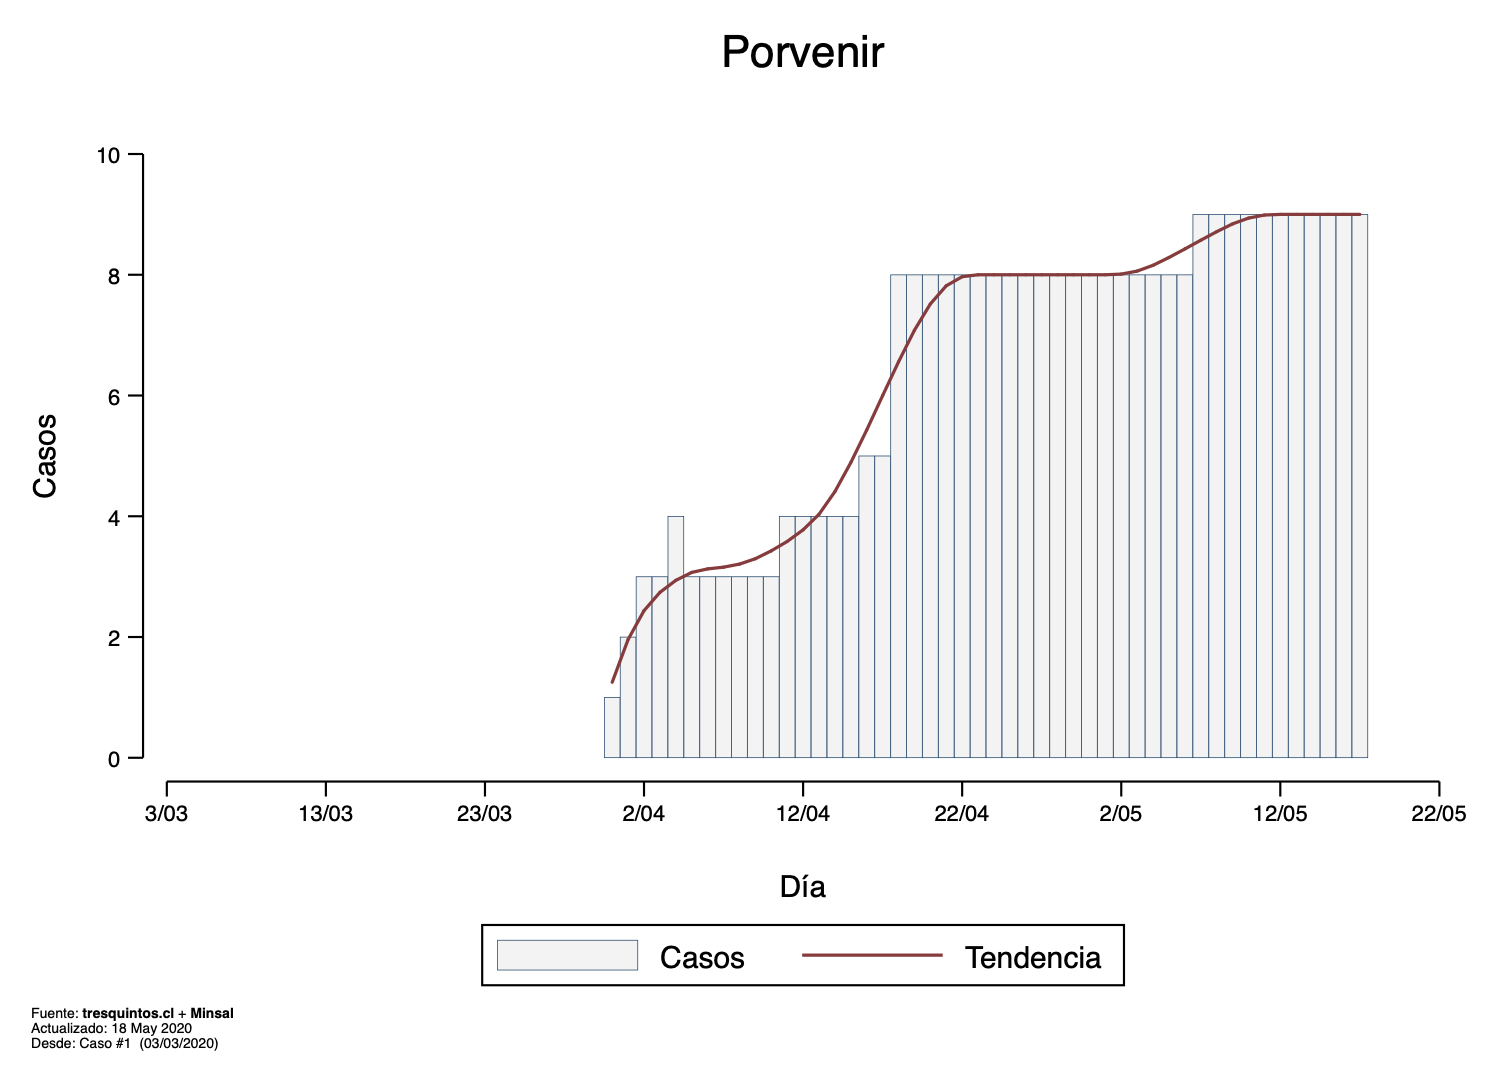 Porvenir
10
8
6
4
2
0
Casos
3/03 13/03 23/03 2/04 12/04 22/04 2/05 12/05 22/05
Día
Casos Tendencia
Fuente: tresquintos.cl + Minsal
Actualizado: 18 May 2020
Desde: Caso #1 (03/03/2020)